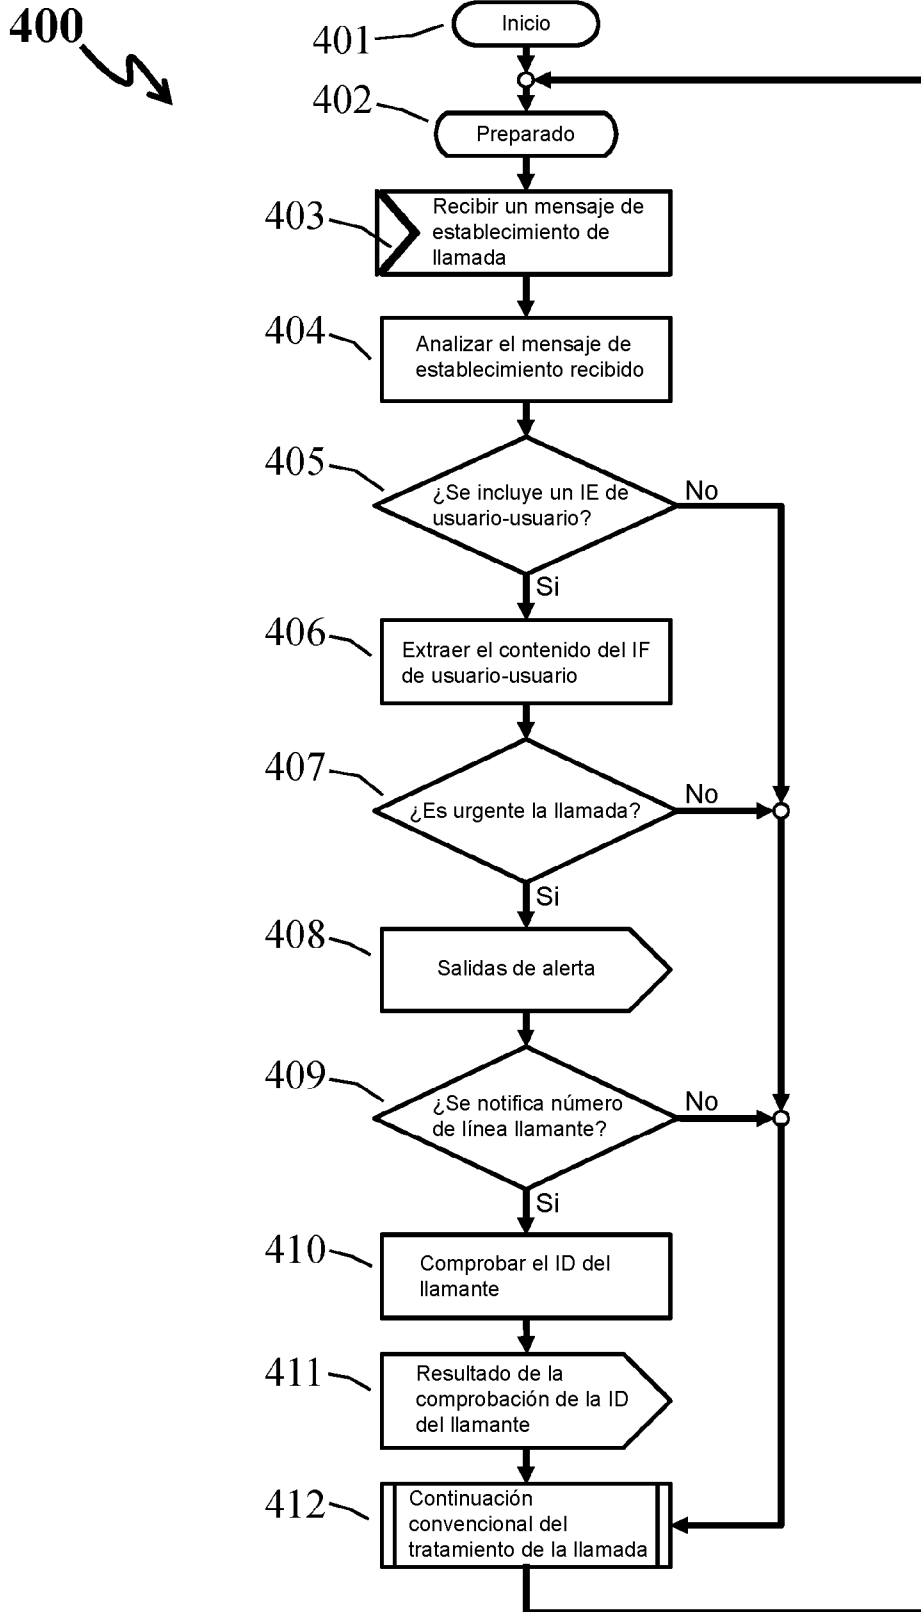 400
401
Inicio
402
Preparado
403
Recibir un mensaje de
establecimiento de
llamada
404
Analizar el mensaje de
establecimiento recibido
405
¿Se incluye un IE de
usuario-usuario?
No
Si
406
Extraer el contenido del IF
de usuario-usuario
407
¿Es urgente la llamada?
No
Si
408
Salidas de alerta
409
¿Se notifica número
de línea llamante?
No
Si
410
Comprobar el ID del
llamante
411
Resultado de la
comprobación de la ID
del llamante
412
Continuación
convencional del
tratamiento de la llamada